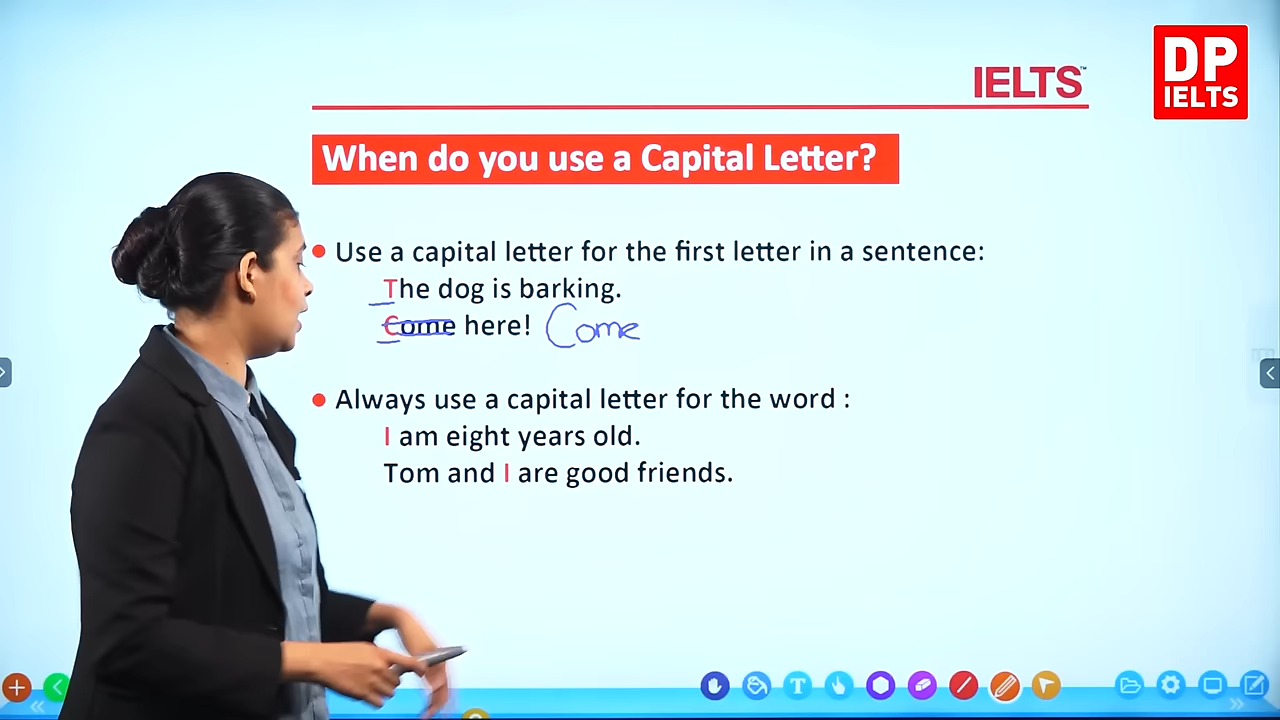 IELTS™
DP
IELTS
When do you use a Capital Letter?
Use a capital letter for the first letter in a sentence:
The dog is barking.
Come here! Come
Always use a capital letter for the word :
I am eight years old.
Tom and I are good friends.